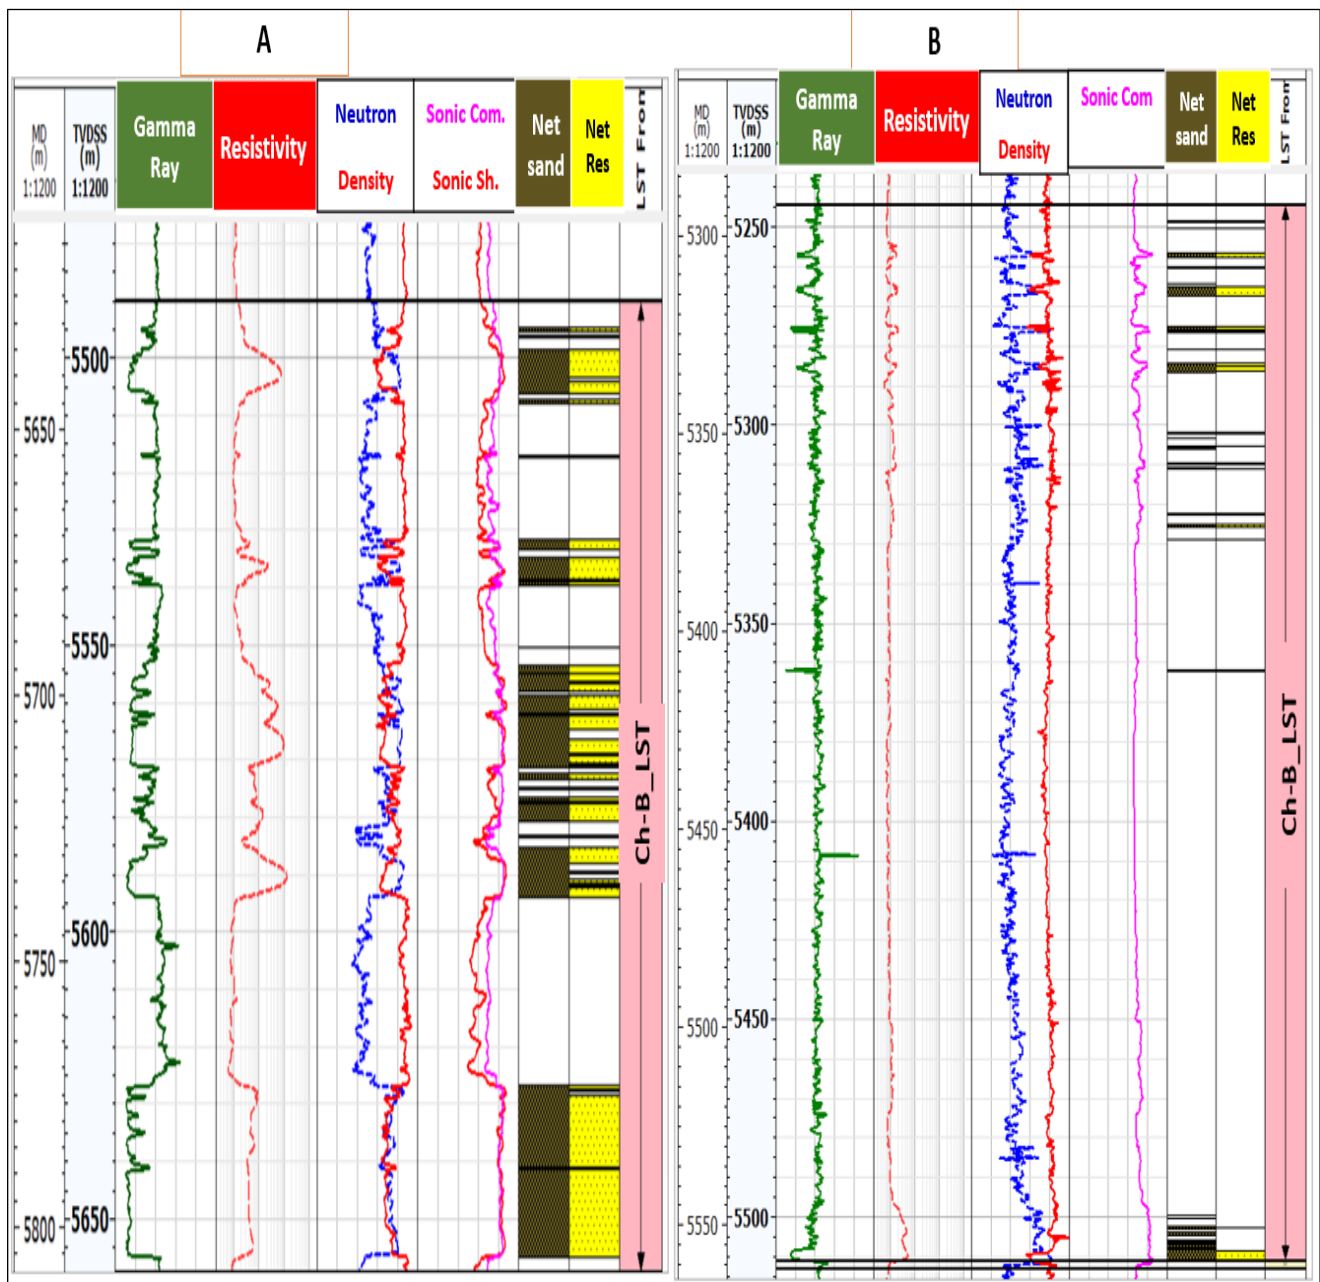 A
B
MD
(m)
1:1200
TVDSS
(m)
1:1200
Gamma
Ray
Resistivity
Neutron
Density
Sonic Com.
Sonic Sh.
Net
sand
Net
Res
LST From
5500
5650
5550
5700
5600
5750
5800
5650
Ch-B_LST
MD
(m)
1:1200
TVDSS
(m)
1:1200
Gamma
Ray
Resistivity
Neutron
Density
Sonic Com
Net
sand
Net
Res
LST From
5300
5250
5350
5300
5400
5350
5450
5400
5500
5450
5550
5500
Ch-B_LST